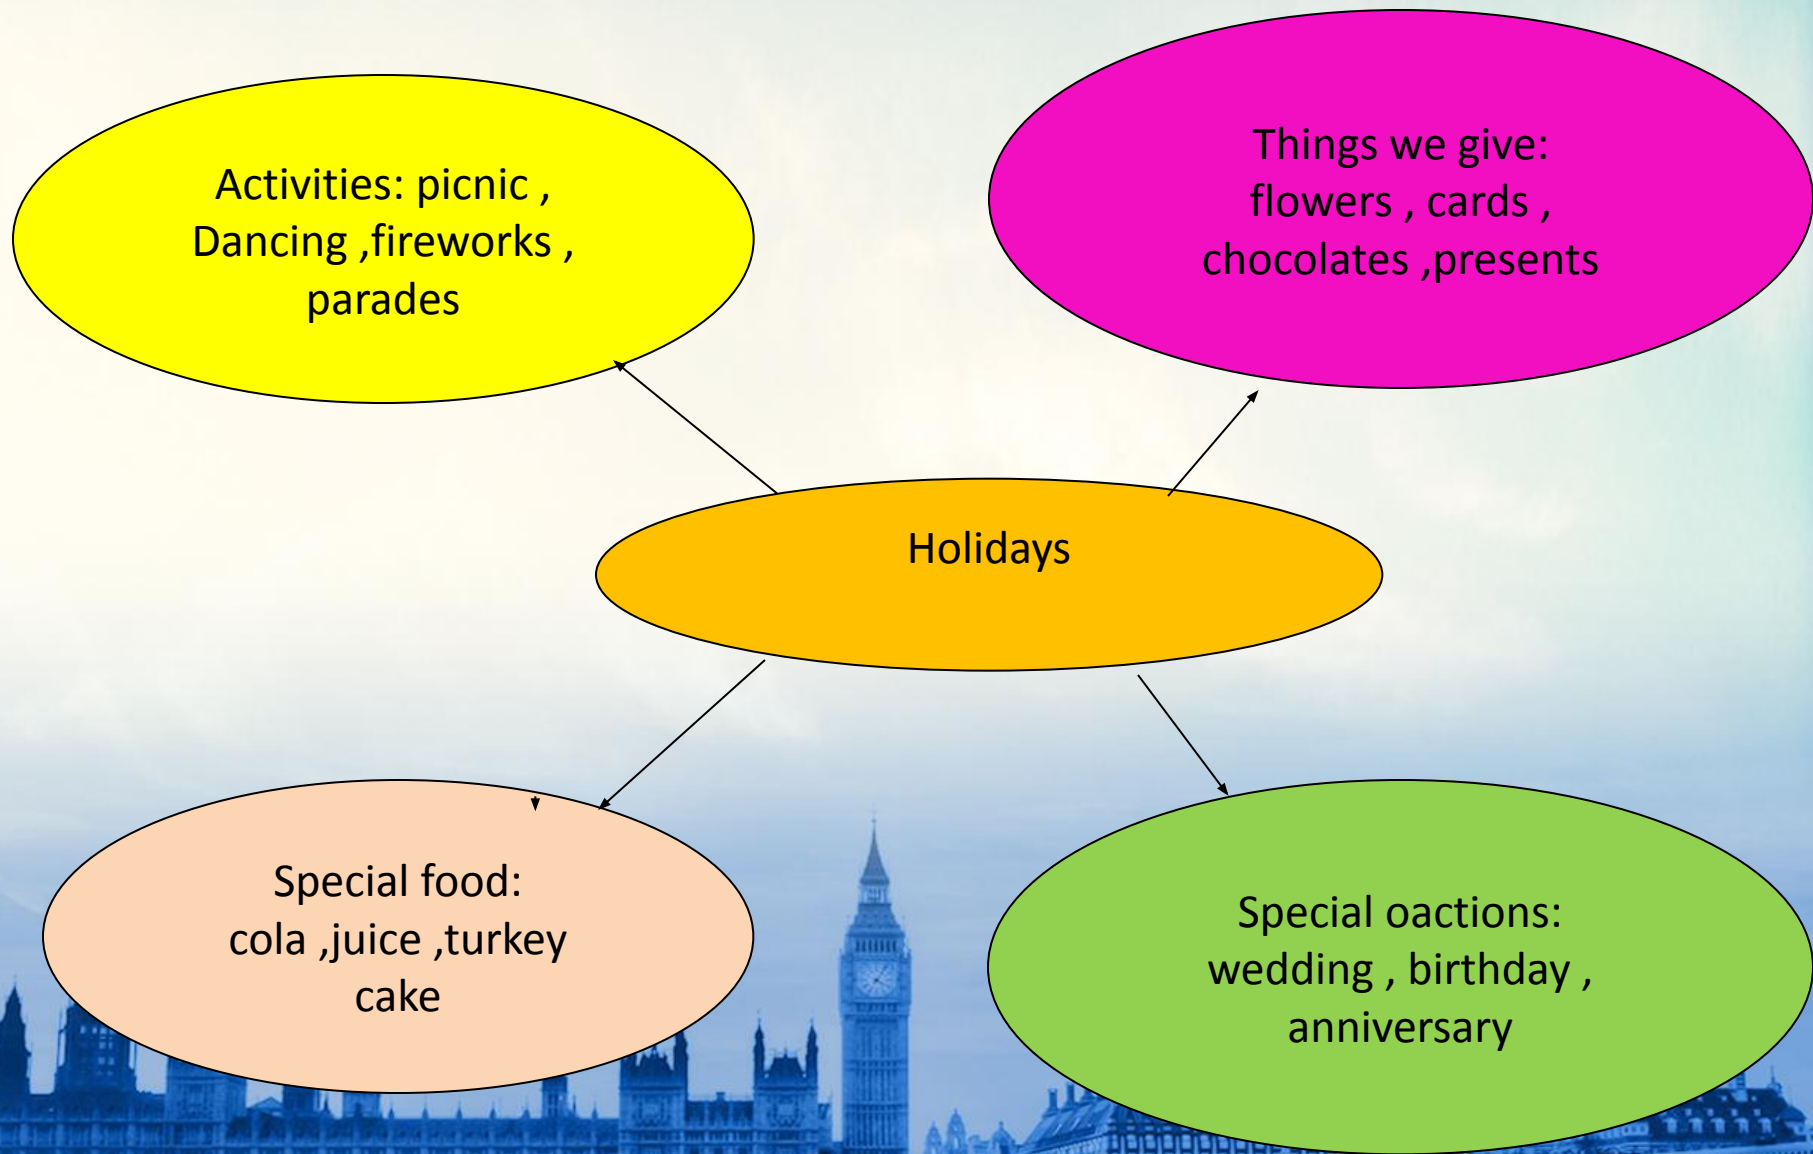 Activities: picnic ,
Dancing ,fireworks ,
parades
Things we give:
flowers , cards ,
chocolates ,presents
Holidays
Special food:
cola ,juice ,turkey
cake
Special oactions:
wedding , birthday ,
anniversary